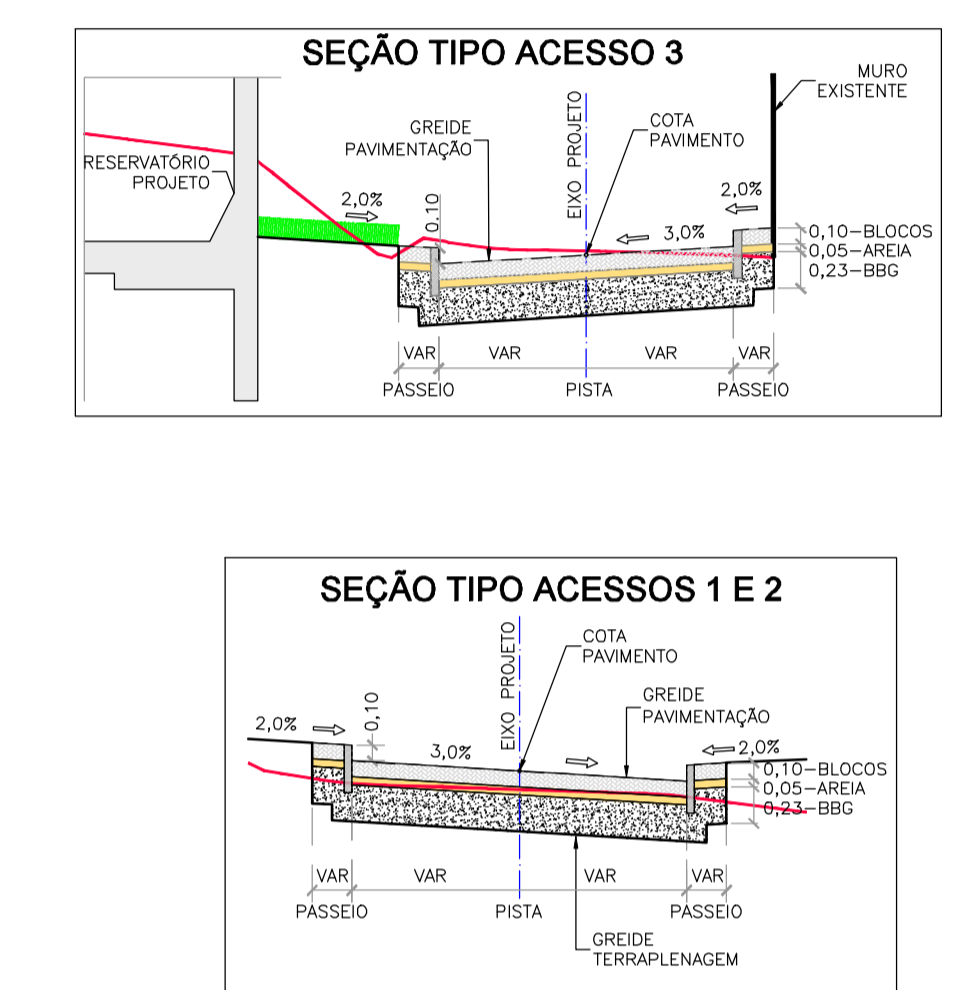 SEÇÃO TIPO ACESSO 3
MURO
EXISTENTE
GREIDE
PAVIMENTAÇÃO
EIXO PROJETO
COTA
PAVIMENTO
RESERVATÓRIO
PROJETO
2,0%
0.10
2,0%
3,0%
0,10-BLOCOS
0,05-AREIA
0,23-BBG
VAR
VAR
VAR
VAR
PASSEIO
PISTA
PASSEIO
SEÇÃO TIPO ACESSOS 1 E 2
EIXO PROJETO
COTA
PAVIMENTO
GREIDE
PAVIMENTAÇÃO
2,0%
0,10
3,0%
2,0%
0,10-BLOCOS
0,05-AREIA
0,23-BBG
VAR
VAR
VAR
VAR
PASSEIO
PISTA
PASSEIO
GREIDE
TERRAPLENAGEM